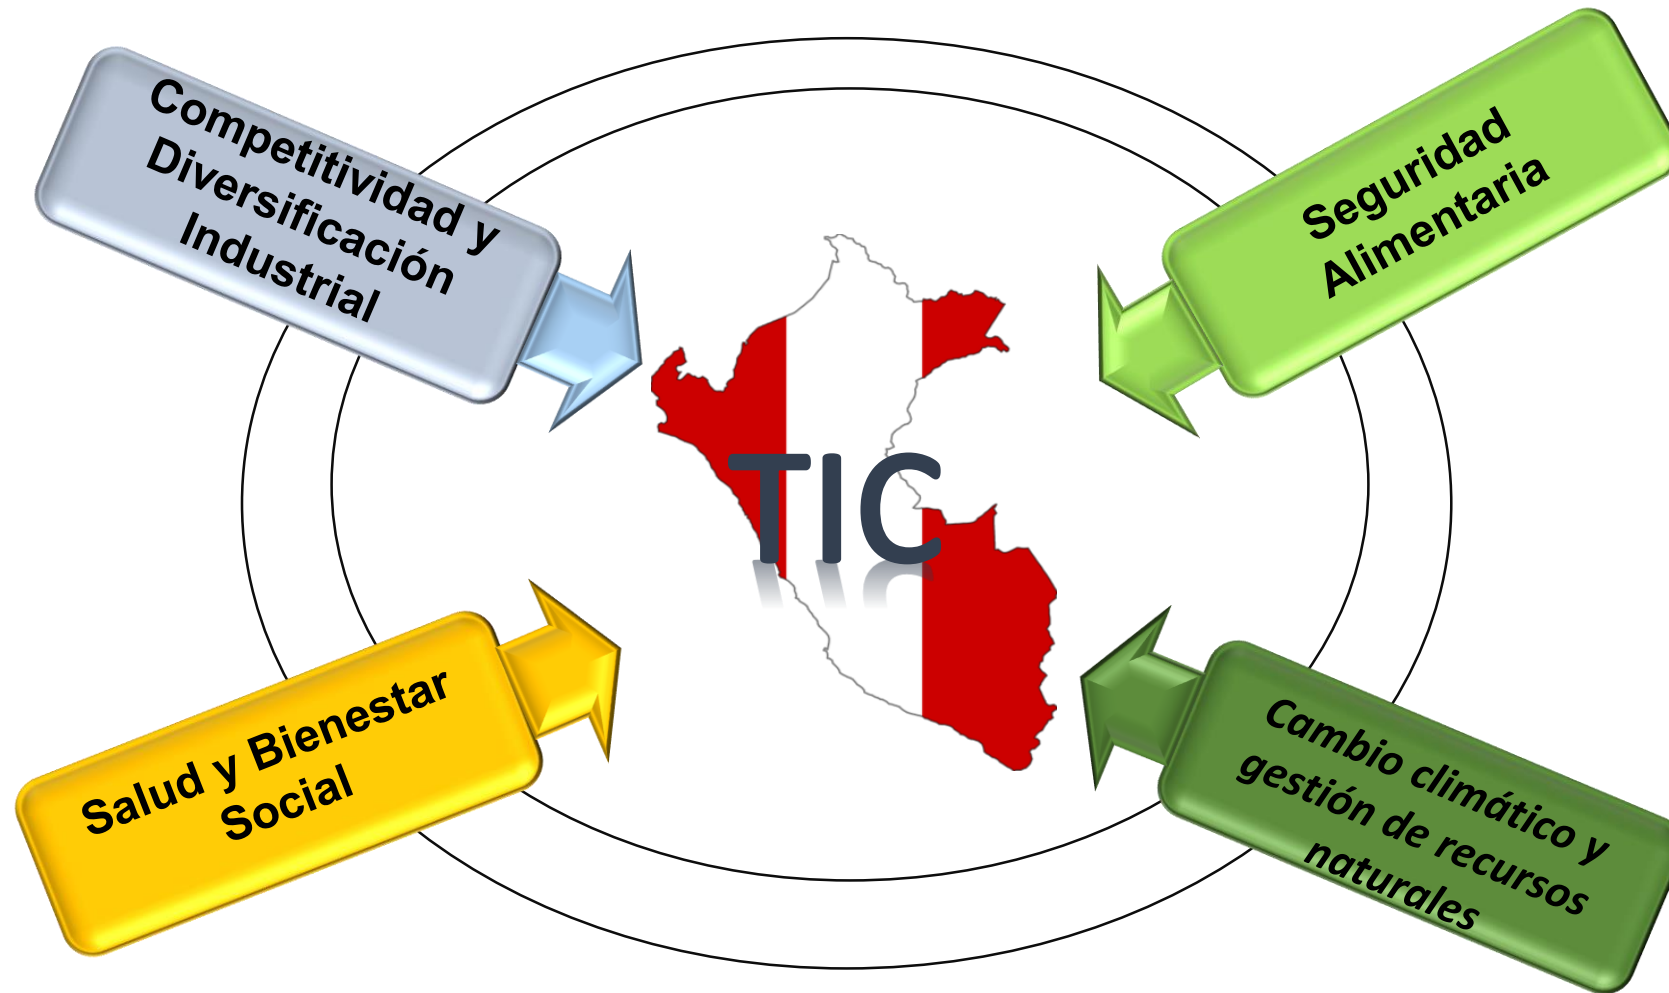 Competitividad y
Diversificación
Industrial
Seguridad
Alimentaria
TIC
Salud y Bienestar
Social
Cambio climático y
gestión de recursos
naturales